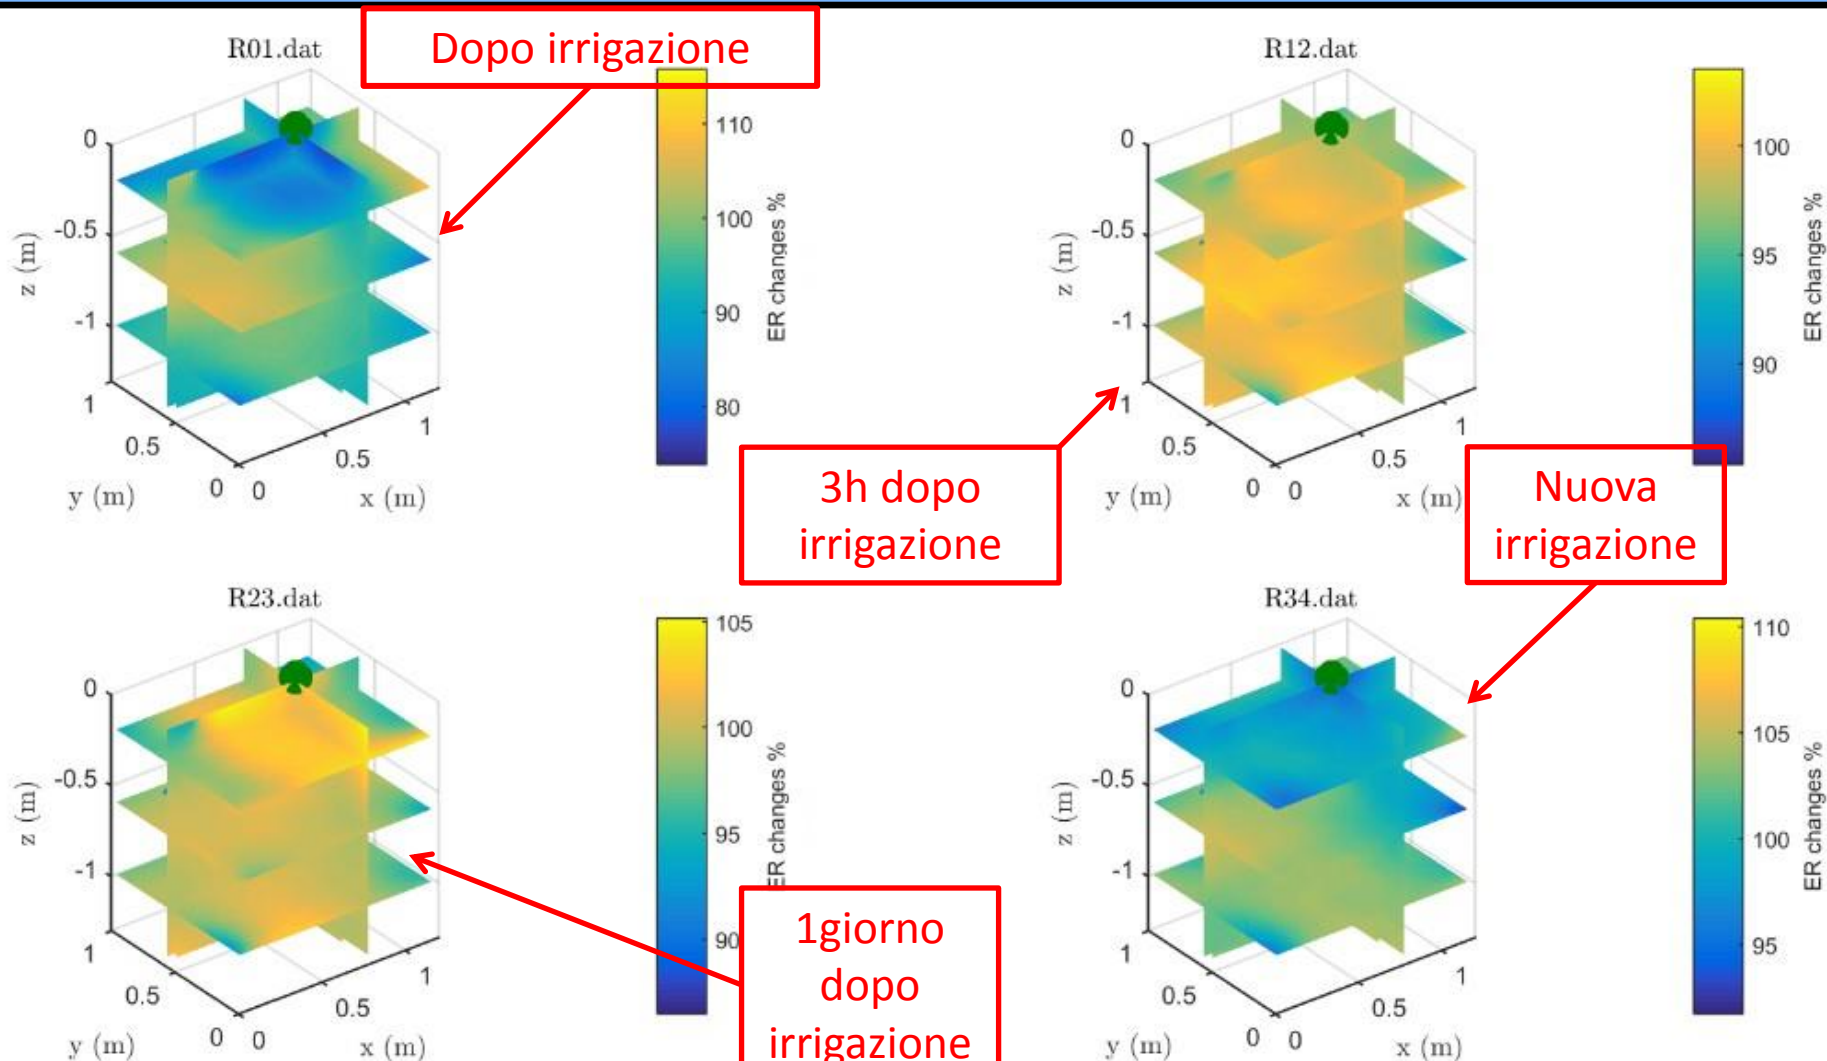 Dopo irrigazione
R01.dat
0
-0.5
-1
z (m)
1
0.5
0
y (m)
0
0.5
1
x (m)
110
100
90
80
ER changes %
R12.dat
0
-0.5
-1
z (m)
1
0.5
0
y (m)
0
0.5
1
x (m)
100
95
90
ER changes %
3h dopo
irrigazione
Nuova
irrigazione
R23.dat
0
-0.5
-1
z (m)
1
0.5
0
y (m)
0
0.5
1
x (m)
105
100
95
90
ER changes %
1giorno
dopo
irrigazione
R34.dat
0
-0.5
-1
z (m)
1
0.5
0
y (m)
0
0.5
1
x (m)
110
105
100
95
ER changes %